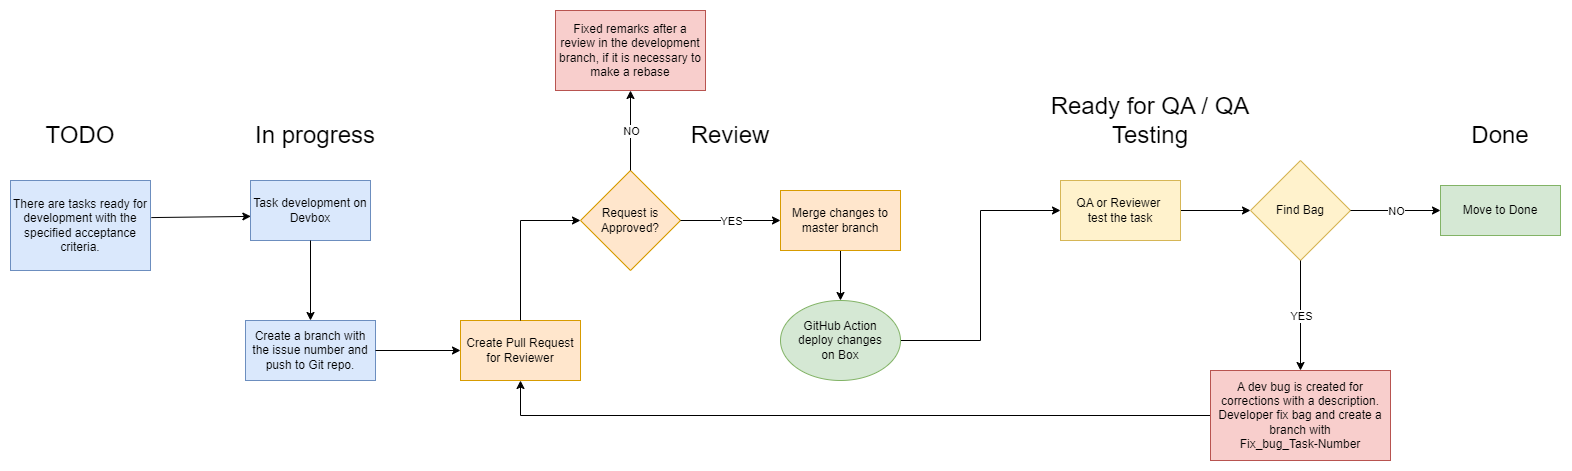 Fixed remarks after a
review in the development
branch, if it is necessary to
make a rebase
TODO
In progress
NO
Review
Ready for QA / QA
Testing
Done
There are tasks ready for
development with the
specified acceptance
criteria.
Task development on
Devbox
Request is
Approved?
YES
Merge changes to
master branch
QA or Reviewer
test the task
Find Bag
NO
Move to Done
Create a branch with
the issue number and
push to Git repo.
Create Pull Request
for Reviewer
GitHub Action
deploy changes
on Box
YES
A dev bug is created for
corrections with a description.
Developer fix bag and create a
branch with
Fix_bug_Task-Number